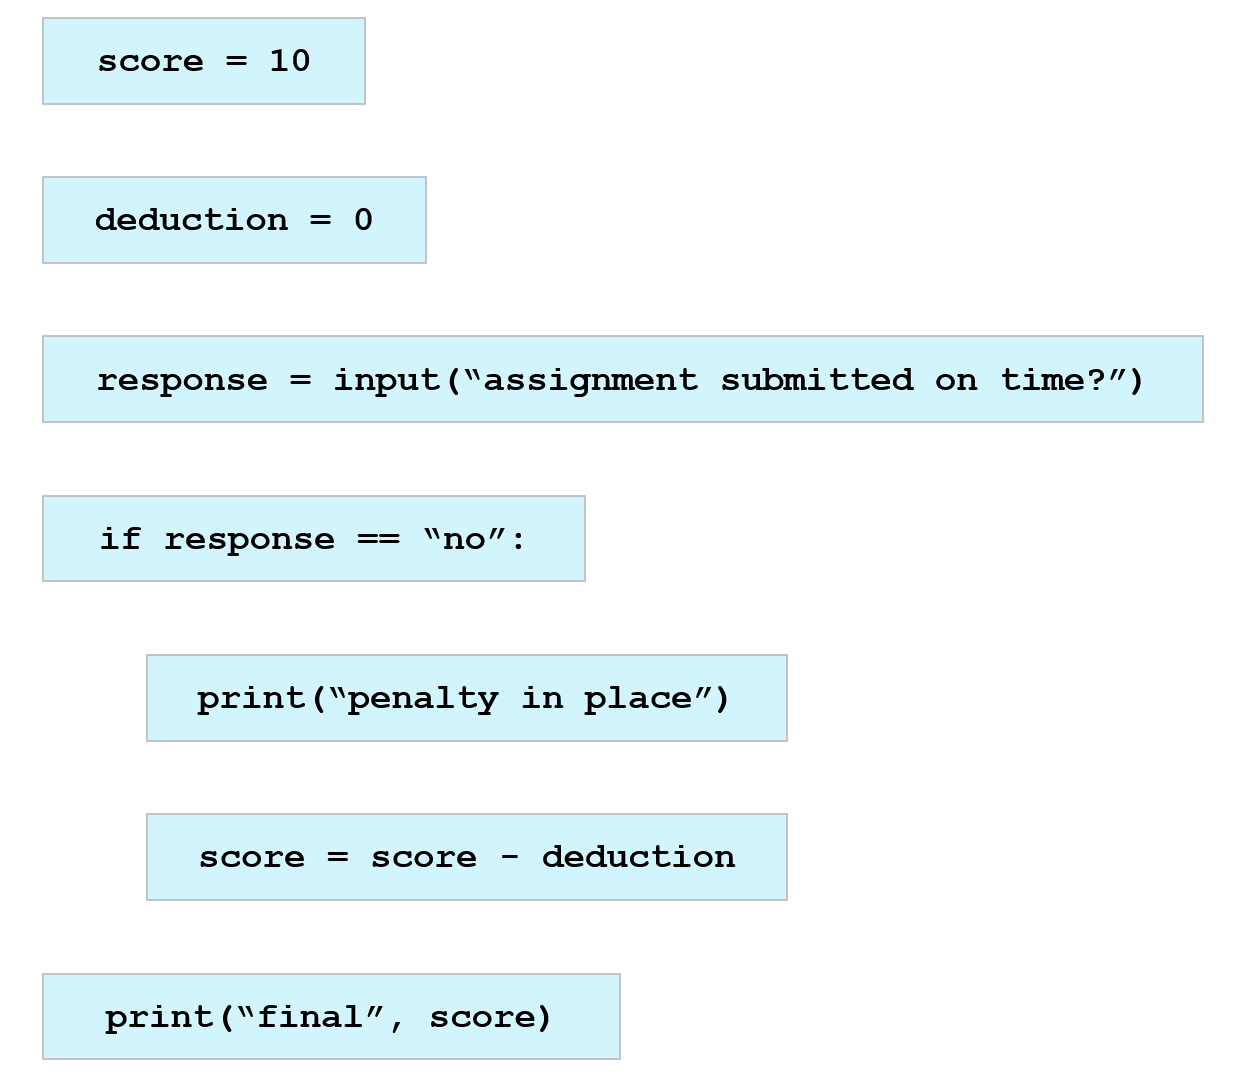 score = 10
deduction = 0
response = input(“assignment submitted on time?”)
if response == “no”:
print(“penalty in place”)
score = score - deduction
print(“final”, score)